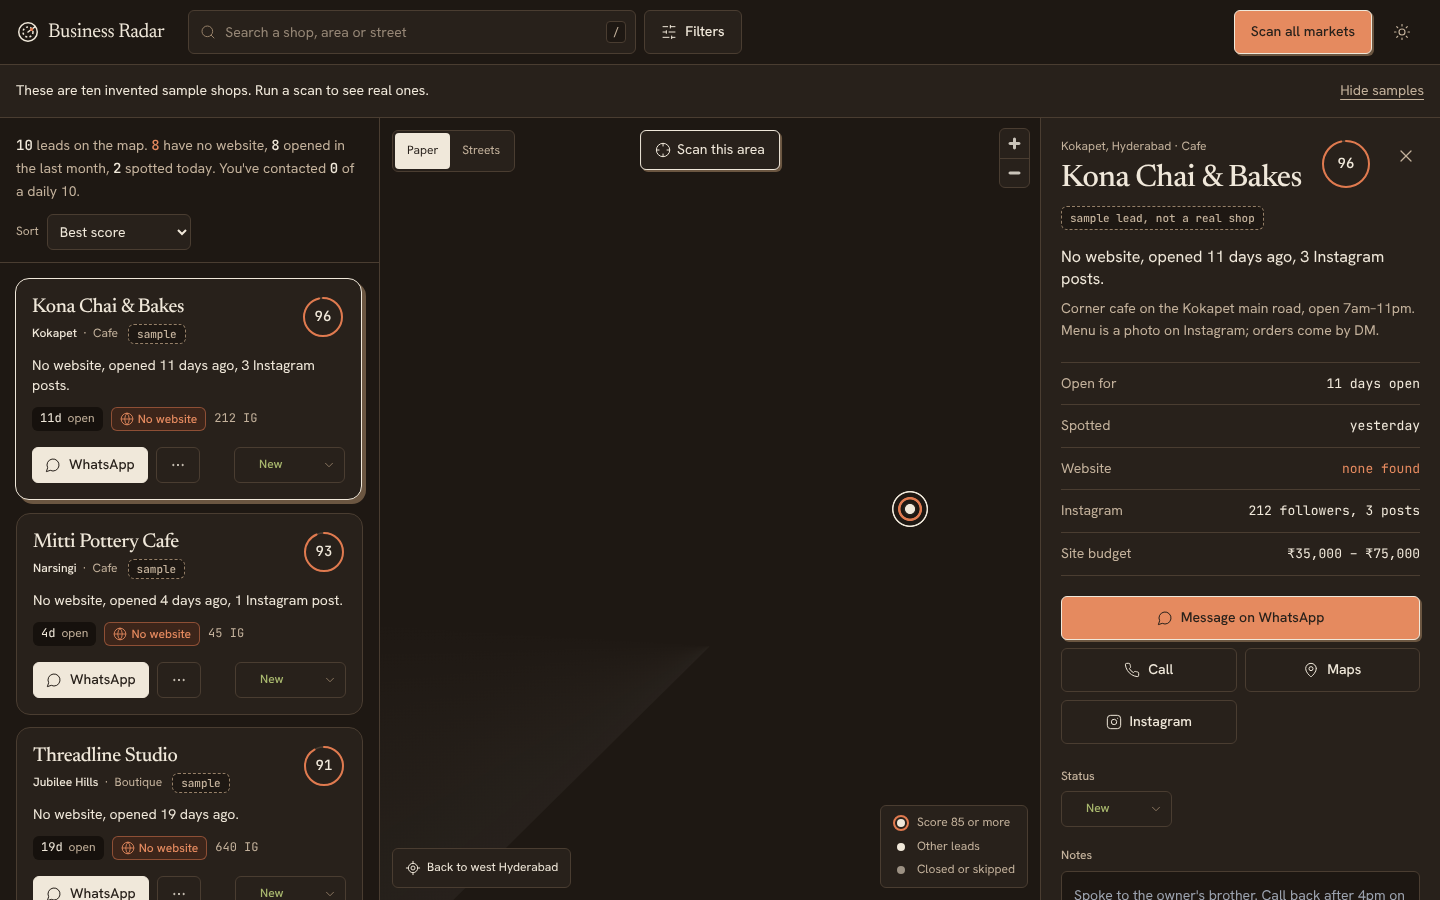 Business Radar
Search a shop, area or street
/
Filters
Scan all markets
These are ten invented sample shops. Run a scan to see real ones.
Hide samples
10 leads on the map. 8 have no website, 8 opened in
the last month, 2 spotted today. You've contacted 0 of
a daily 10.
Sort
Best score
Kona Chai & Bakes
96
Kokapet · Cafe
sample
No website, opened 11 days ago, 3 Instagram
posts.
11d open
No website
212 IG
WhatsApp
···
New
Mitti Pottery Cafe
93
Narsingi · Cafe
sample
No website, opened 4 days ago, 1 Instagram post.
4d open
No website
45 IG
WhatsApp
···
New
Threadline Studio
91
Jubilee Hills · Boutique
sample
No website, opened 19 days ago.
19d open
No website
640 IG
WhatsApp
···
New
Paper
Streets
Scan this area
+
−
Back to west Hyderabad
Score 85 or more
Other leads
Closed or skipped
Kokapet, Hyderabad · Cafe
Kona Chai & Bakes
96
sample lead, not a real shop
No website, opened 11 days ago, 3 Instagram
posts.
Corner cafe on the Kokapet main road, open 7am–11pm.
Menu is a photo on Instagram; orders come by DM.
Open for
11 days open
Spotted
yesterday
Website
none found
Instagram
212 followers, 3 posts
Site budget
₹35,000 – ₹75,000
Message on WhatsApp
Call
Maps
Instagram
Status
New
Notes
Spoke to the owner's brother. Call back after 4pm on